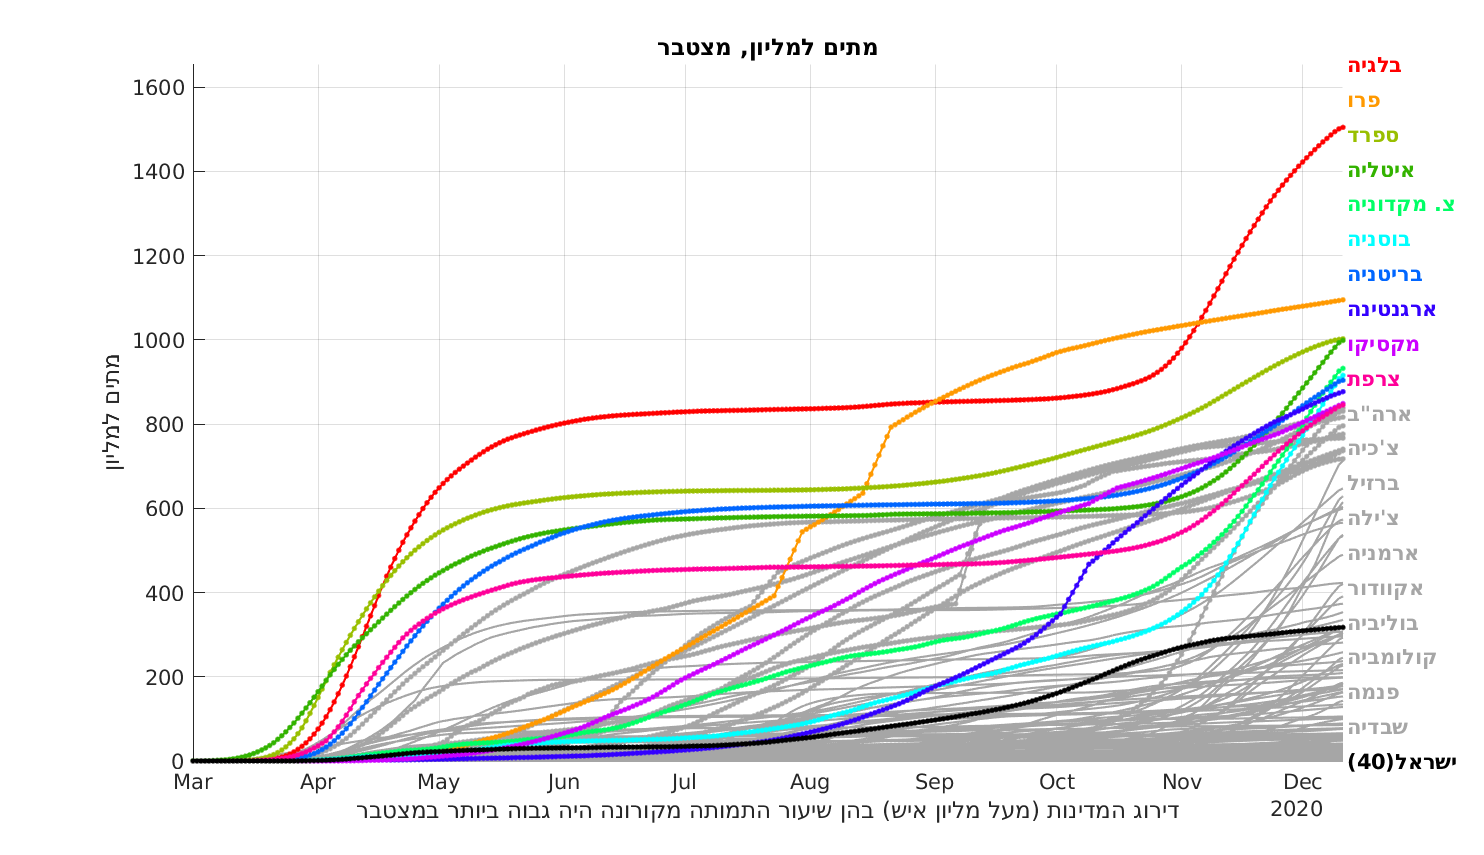 מתים למליון, מצטבר
מתים למליון
1600
1400
1200
1000
800
600
400
200
0
Mar Apr May Jun Jul Aug Sep Oct Nov Dec
2020
דירוג המדינות (מעל מליון איש) בהן שיעור התמותה מקורונה היה גבוה ביותר במצטבר
בלגיה
פרו
ספרד
איטליה
צ. מקדוניה
בוסניה
בריטניה
ארגנטינה
מקסיקו
צרפת
ארה"ב
צ'כיה
ברזיל
צ'ילה
ארמניה
אקוודור
בוליביה
קולומביה
פנמה
שבדיה
ישראל(40)